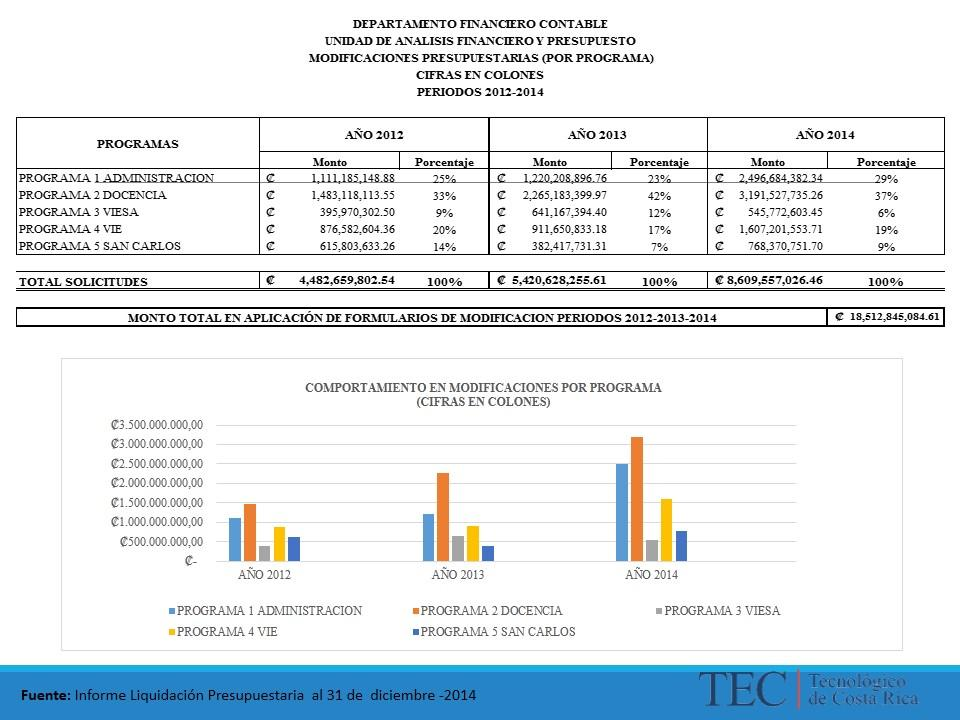 DEPARTAMENTO FINANCIERO CONTABLE
UNIDAD DE ANALISIS FINANCIERO Y PRESUPUESTO
MODIFICACIONES PRESUPUESTARIAS (POR PROGRAMA)
CIFRAS EN COLONES
PERIODOS 2012-2014
PROGRAMAS AÑO 2012 AÑO 2013 AÑO 2014
Monto Porcentaje Monto Porcentaje Monto Porcentaje
PROGRAMA 1 ADMINISTRACION ₡ 1,111,185,148.88 25% ₡ 1,220,208,896.76 23% ₡ 2,496,684,382.34 29%
PROGRAMA 2 DOCENCIA ₡ 1,483,118,113.55 33% ₡ 2,265,183,399.97 42% ₡ 3,191,527,735.26 37%
PROGRAMA 3 VIESA ₡ 395,970,302.50 9% ₡ 641,167,394.40 12% ₡ 545,772,603.45 6%
PROGRAMA 4 VIE ₡ 876,582,604.36 20% ₡ 911,650,833.18 17% ₡ 1,607,201,553.71 19%
PROGRAMA 5 SAN CARLOS ₡ 615,803,633.26 14% ₡ 382,417,731.31 7% ₡ 768,370,751.70 9%
TOTAL SOLICITUDES ₡ 4,482,659,802.54 100% ₡ 5,420,628,255.61 100% ₡ 8,609,557,026.46 100%
MONTO TOTAL EN APLICACIÓN DE FORMULARIOS DE MODIFICACION PERIODOS 2012-2013-2014 ₡ 18,512,845,084.61
COMPORTAMIENTO EN MODIFICACIONES POR PROGRAMA
(CIFRAS EN COLONES)
₡3.500.000.000,00
₡3.000.000.000,00
₡2.500.000.000,00
₡2.000.000.000,00
₡1.500.000.000,00
₡1.000.000.000,00
₡500.000.000,00
₡-
AÑO 2012 AÑO 2013 AÑO 2014
PROGRAMA 1 ADMINISTRACION PROGRAMA 2 DOCENCIA PROGRAMA 3 VIESA
PROGRAMA 4 VIE PROGRAMA 5 SAN CARLOS
Fuente: Informe Liquidación Presupuestaria al 31 de diciembre -2014
TEC Tecnológico
de Costa Rica